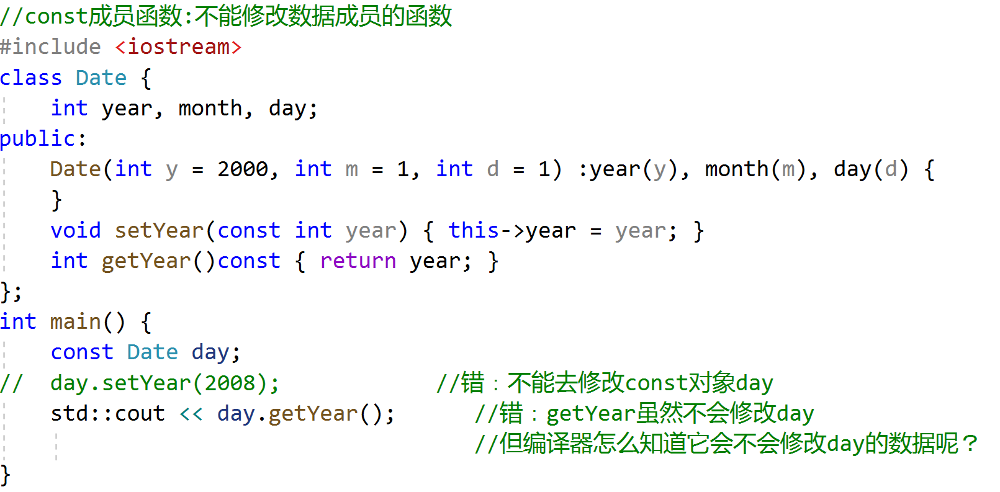 //const成员函数:不能修改数据成员的函数
#include <iostream>
class Date {
    int year, month, day;
public:
    Date(int y = 2000, int m = 1, int d = 1) :year(y), month(m), day(d) {
    }
    void setYear(const int year) { this->year = year; }
    int getYear()const { return year; }
};
int main() {
    const Date day;
//  day.setYear(2008);            //错：不能去修改const对象day
    std::cout << day.getYear();      //错：getYear虽然不会修改day
                                     //但编译器怎么知道它会不会修改day的数据呢？
}